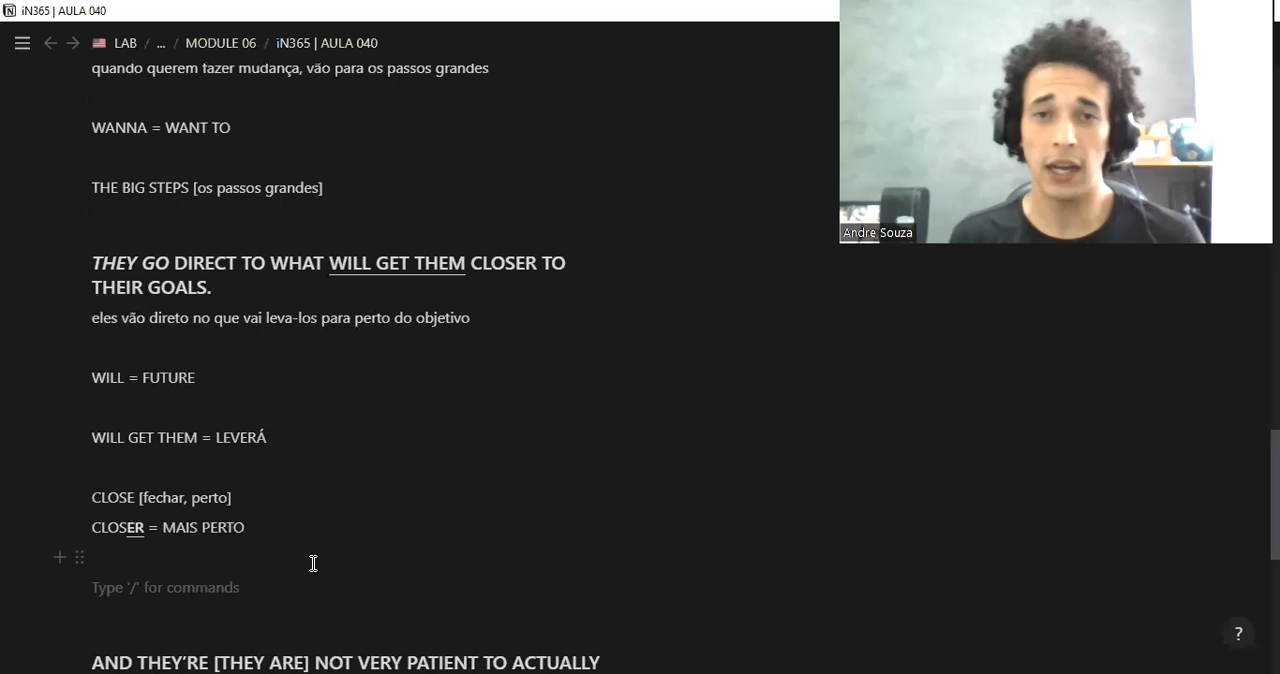 iN365 | AULA 040
LAB / ... / MODULE 06 / iN365 | AULA 040
quando querem fazer mudança, vão para os passos grandes
WANNA = WANT TO
THE BIG STEPS [os passos grandes]
Andre Souza
THEY GO DIRECT TO WHAT WILL GET THEM CLOSER TO
THEIR GOALS.
eles vão direto no que vai leva-los para perto do objetivo
WILL = FUTURE
WILL GET THEM = LEVERÁ
CLOSE [fechar, perto]
CLOSER = MAIS PERTO
Type '/' for commands
?
AND THEY'RE [THEY ARE] NOT VERY PATIENT TO ACTUALLY